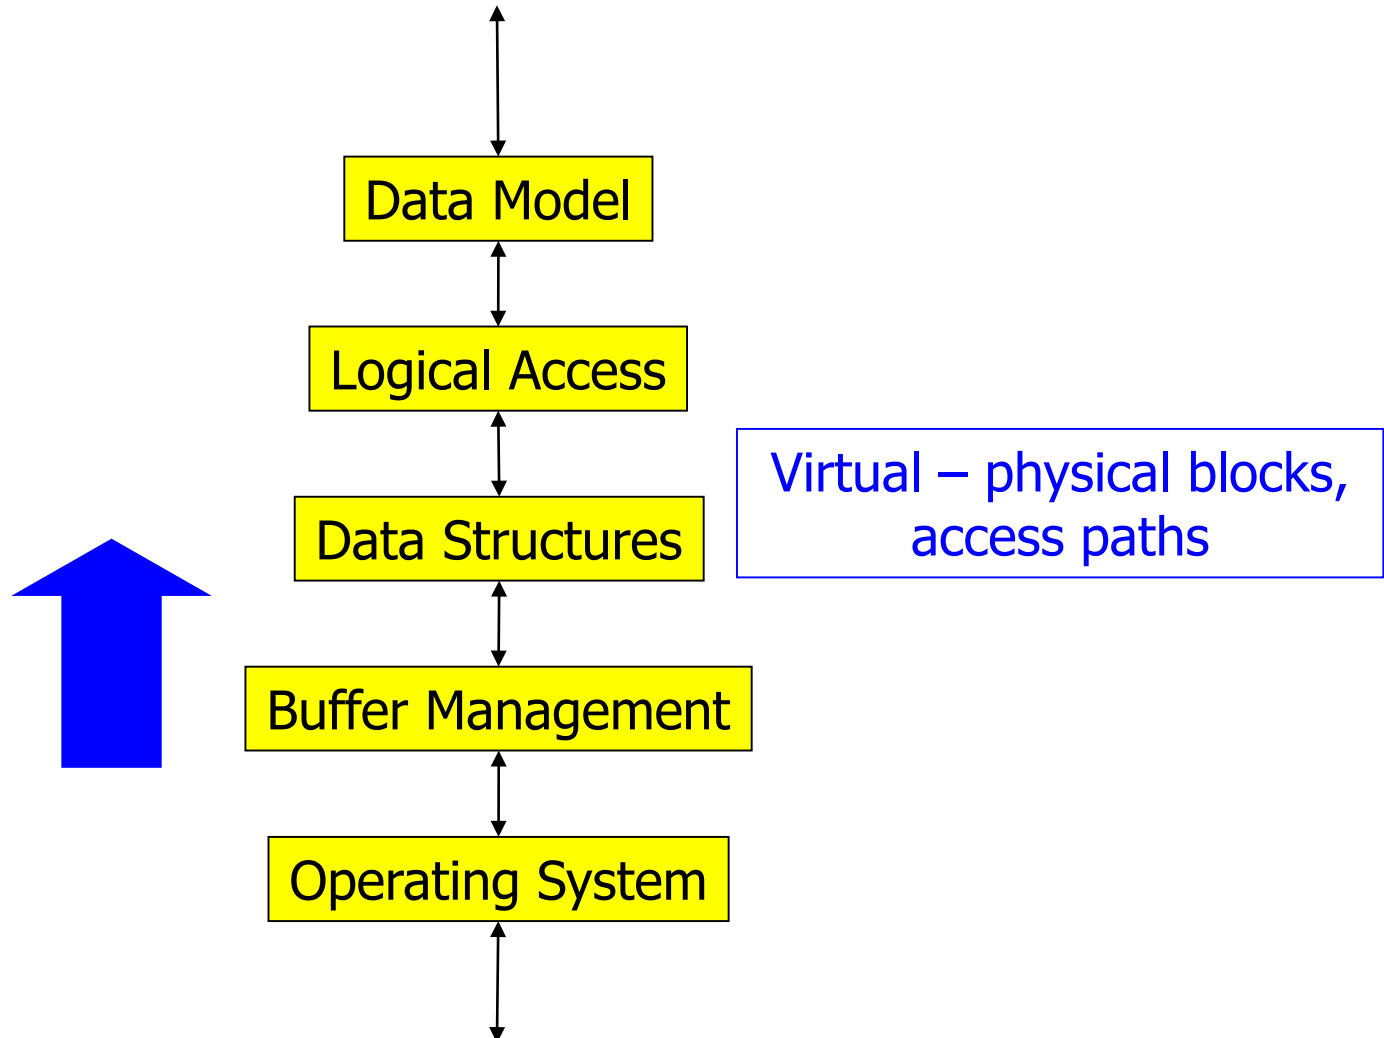 Data Model
Logical Access
Virtual – physical blocks,
access paths
Data Structures
Buffer Management
Operating System